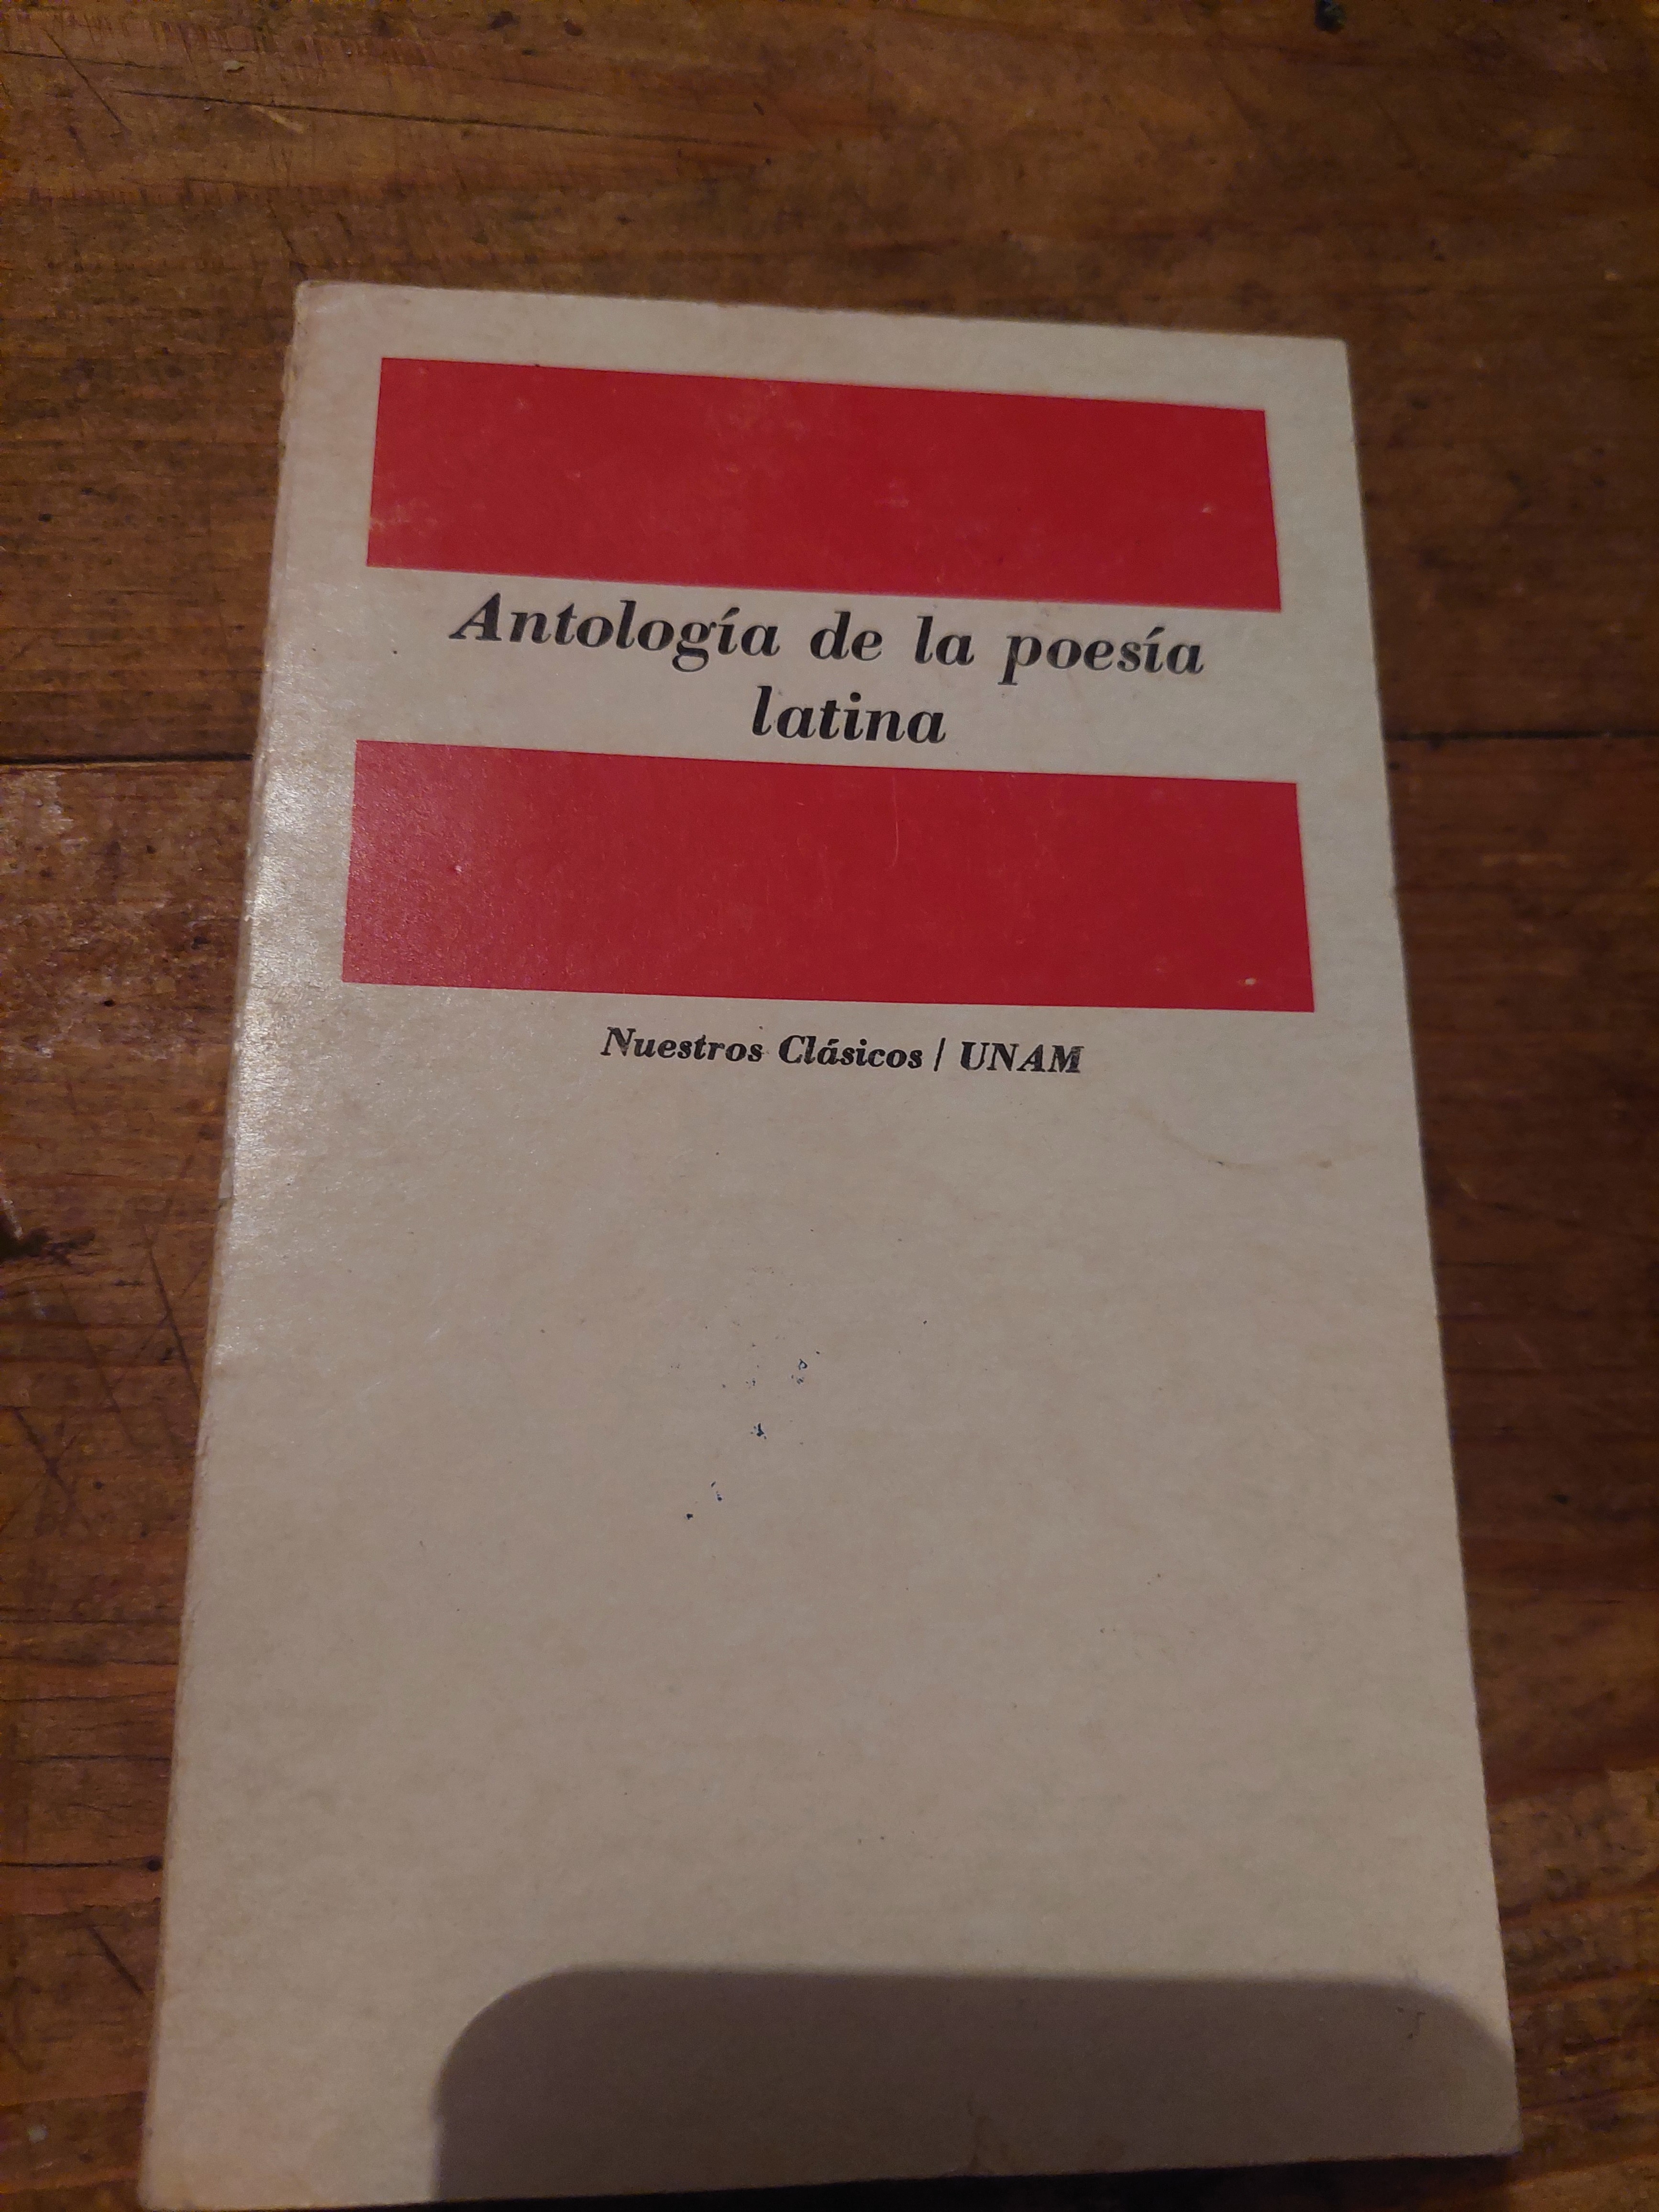 Antología de la poesía
latina
Nuestros Clásicos / UNAM